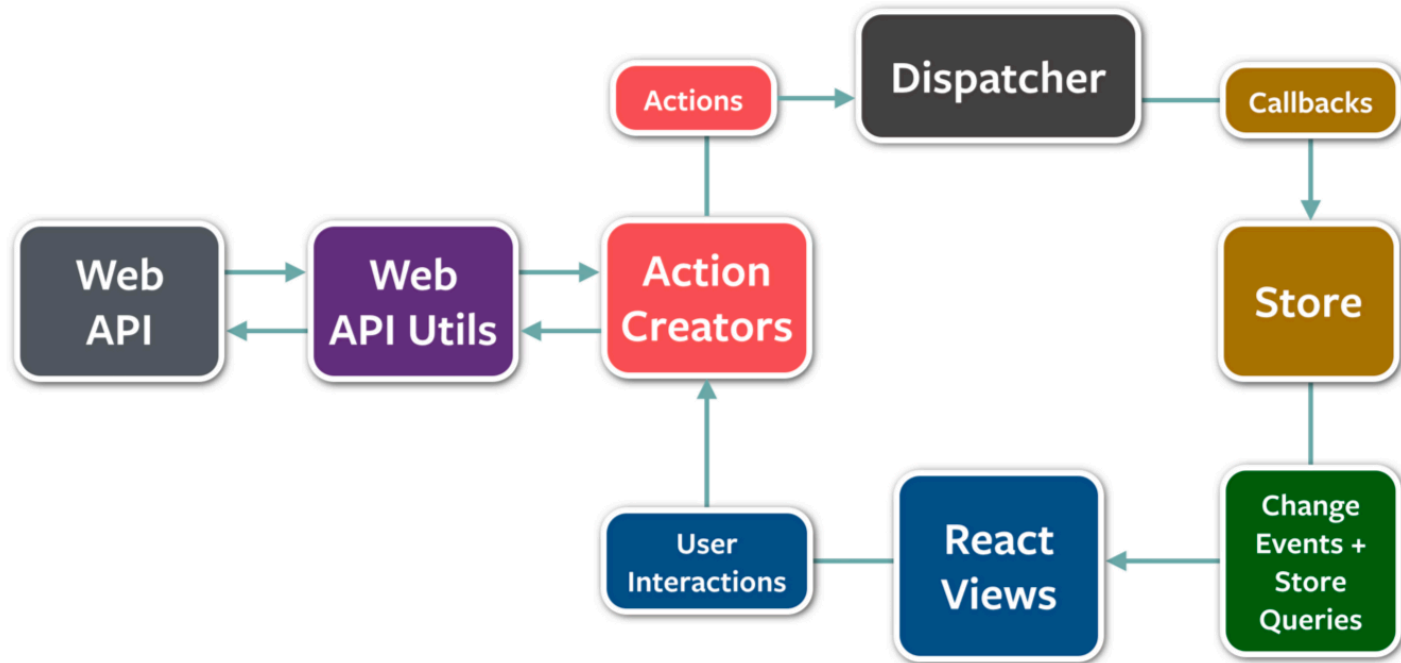 Dispatcher
Actions
Callbacks
Web
API
Web
API Utils
Action
Creators
Store
User
Interactions
React
Views
Change
Events +
Store
Queries